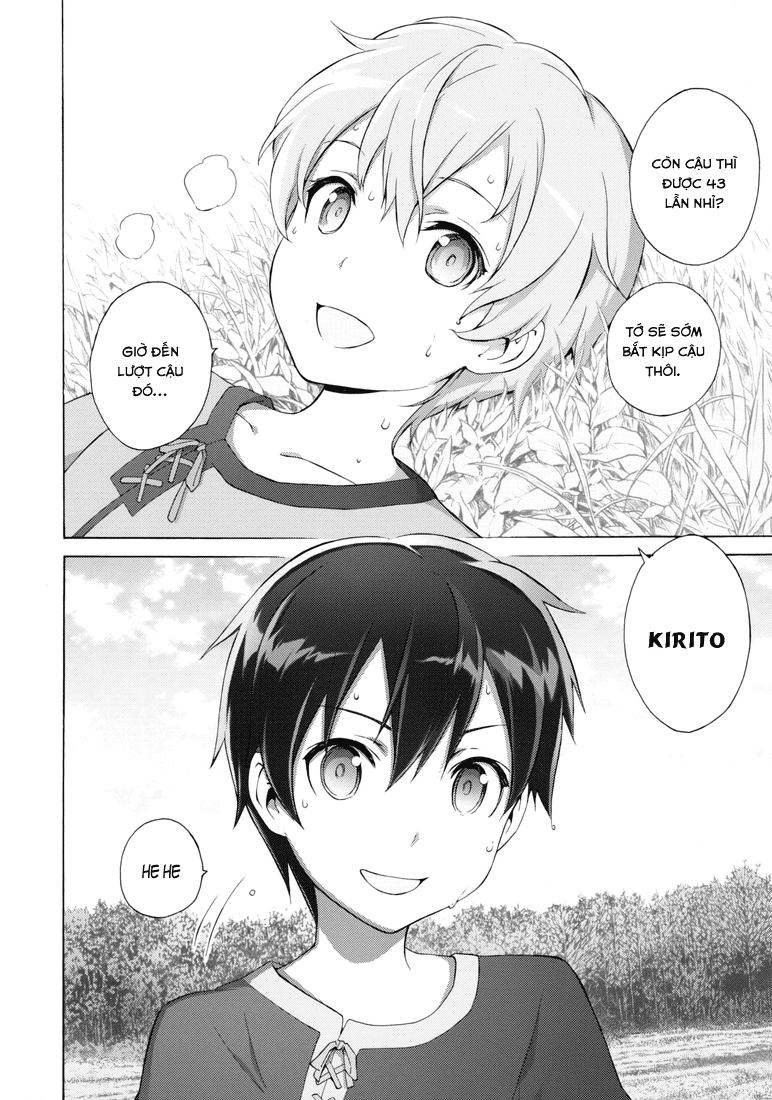 CÒN CẬU THÌ
ĐƯỢC 43
LẦN NHỈ?
TỚ SẼ SỚM
BẮT KỊP CẬU
THÔI.
GIỜ ĐẾN
LƯỢT CẬU
ĐÓ...
KIRITO
HE HE